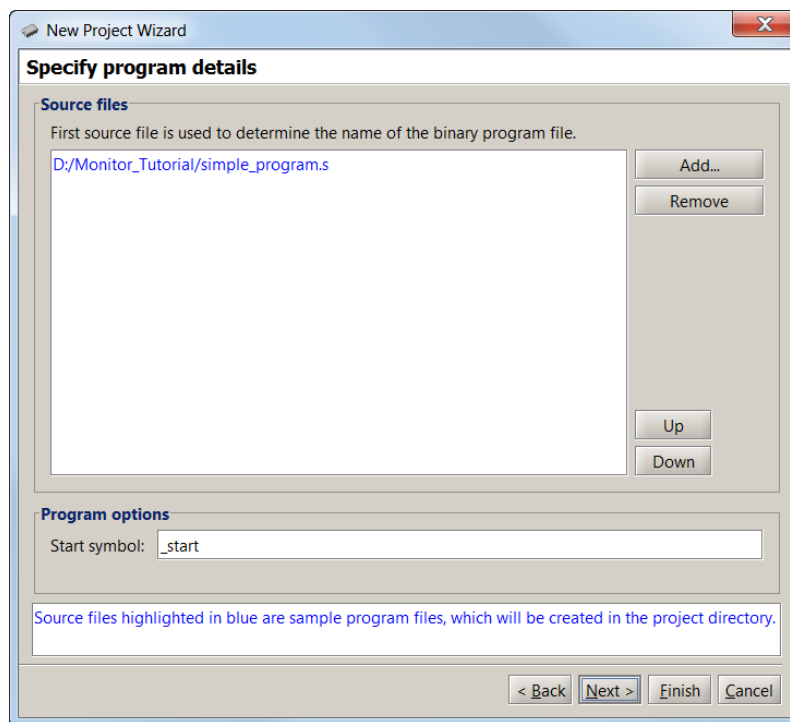 New Project Wizard
Specify program details
Source files
First source file is used to determine the name of the binary program file.
D:/Monitor_Tutorial/simple_program.s
Add...
Remove
Up
Down
Program options
Start symbol: _start
Source files highlighted in blue are sample program files, which will be created in the project directory.
< Back Next > Finish Cancel